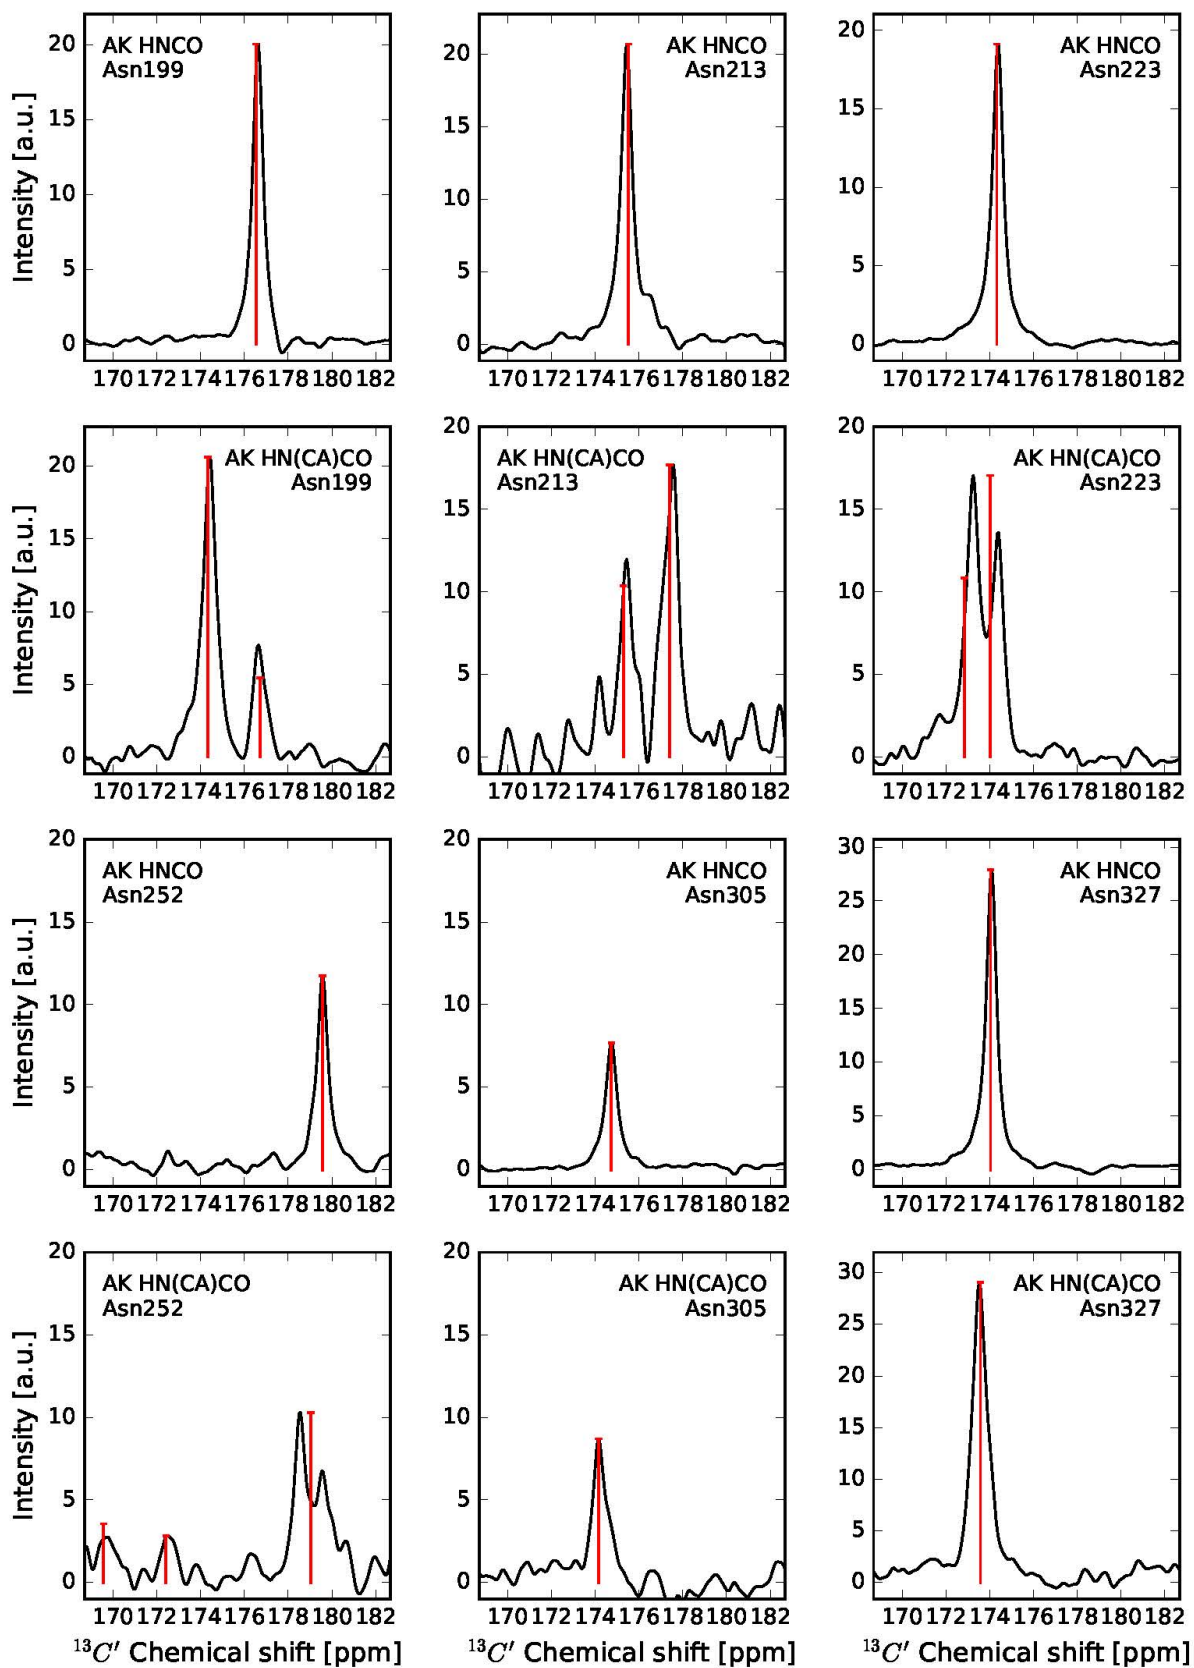 AK HNCO
Asn199
AK HNCO
Asn213
AK HNCO
Asn223
Intensity [a.u.]
20
15
10
5
0
20
15
10
5
0
20
15
10
5
0
170 172 174 176 178 180 182
170 172 174 176 178 180 182
170 172 174 176 178 180 182
AK HN(CA)CO
Asn199
AK HN(CA)CO
Asn213
AK HN(CA)CO
Asn223
Intensity [a.u.]
20
15
10
5
0
20
15
10
5
0
20
15
10
5
0
170 172 174 176 178 180 182
170 172 174 176 178 180 182
170 172 174 176 178 180 182
AK HNCO
Asn252
AK HNCO
Asn305
AK HNCO
Asn327
Intensity [a.u.]
20
15
10
5
0
20
15
10
5
0
30
25
20
15
10
5
0
170 172 174 176 178 180 182
170 172 174 176 178 180 182
170 172 174 176 178 180 182
AK HN(CA)CO
Asn252
AK HN(CA)CO
Asn305
AK HN(CA)CO
Asn327
Intensity [a.u.]
20
15
10
5
0
20
15
10
5
0
30
25
20
15
10
5
0
170 172 174 176 178 180 182
170 172 174 176 178 180 182
170 172 174 176 178 180 182
¹³C′ Chemical shift [ppm]
¹³C′ Chemical shift [ppm]
¹³C′ Chemical shift [ppm]